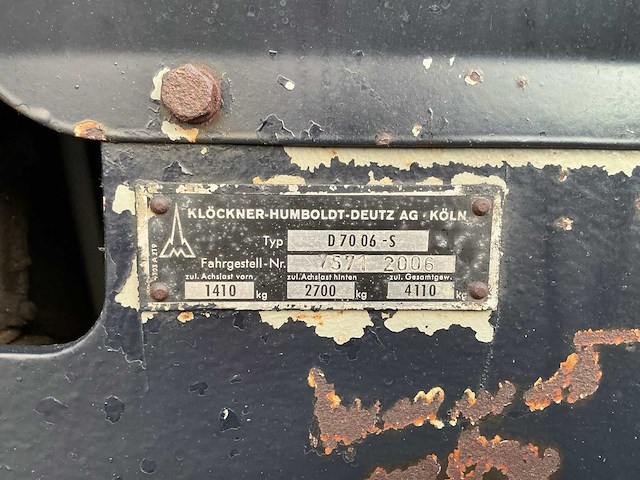 KLÖCKNER-HUMBOLDT-DEUTZ AG · KÖLN
Typ D 70 06 -S
Fahrgestell-Nr. 7571 2006
zul. Achslast vorn zul. Achslast hinten zul. Gesamtgew.
1410 kg 2700 kg 4110 kg